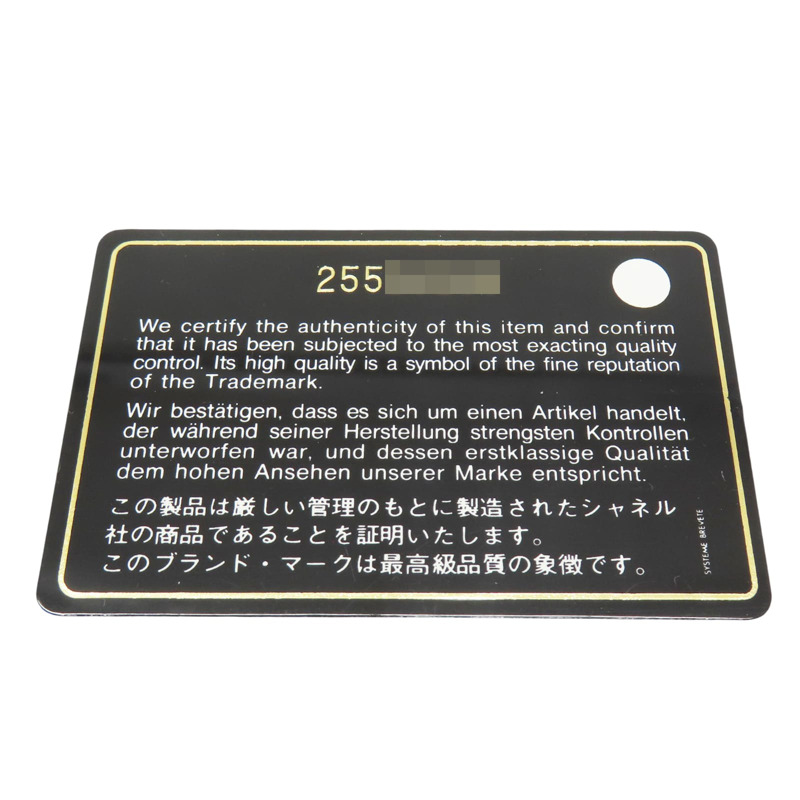 255
We certify the authenticity of this item and confirm
that it has been subjected to the most exacting quality
control. Its high quality is a symbol of the fine reputation
of the Trademark.
Wir bestätigen, dass es sich um einen Artikel handelt,
der während seiner Herstellung strengsten Kontrollen
unterworfen war, und dessen erstklassige Qualität
dem hohen Ansehen unserer Marke entspricht.
この製品は厳しい管理のもとに製造されたシャネル
社の商品であることを証明いたします。
このブランド・マークは最高級品質の象徴です。
SYSTEME BREVETE